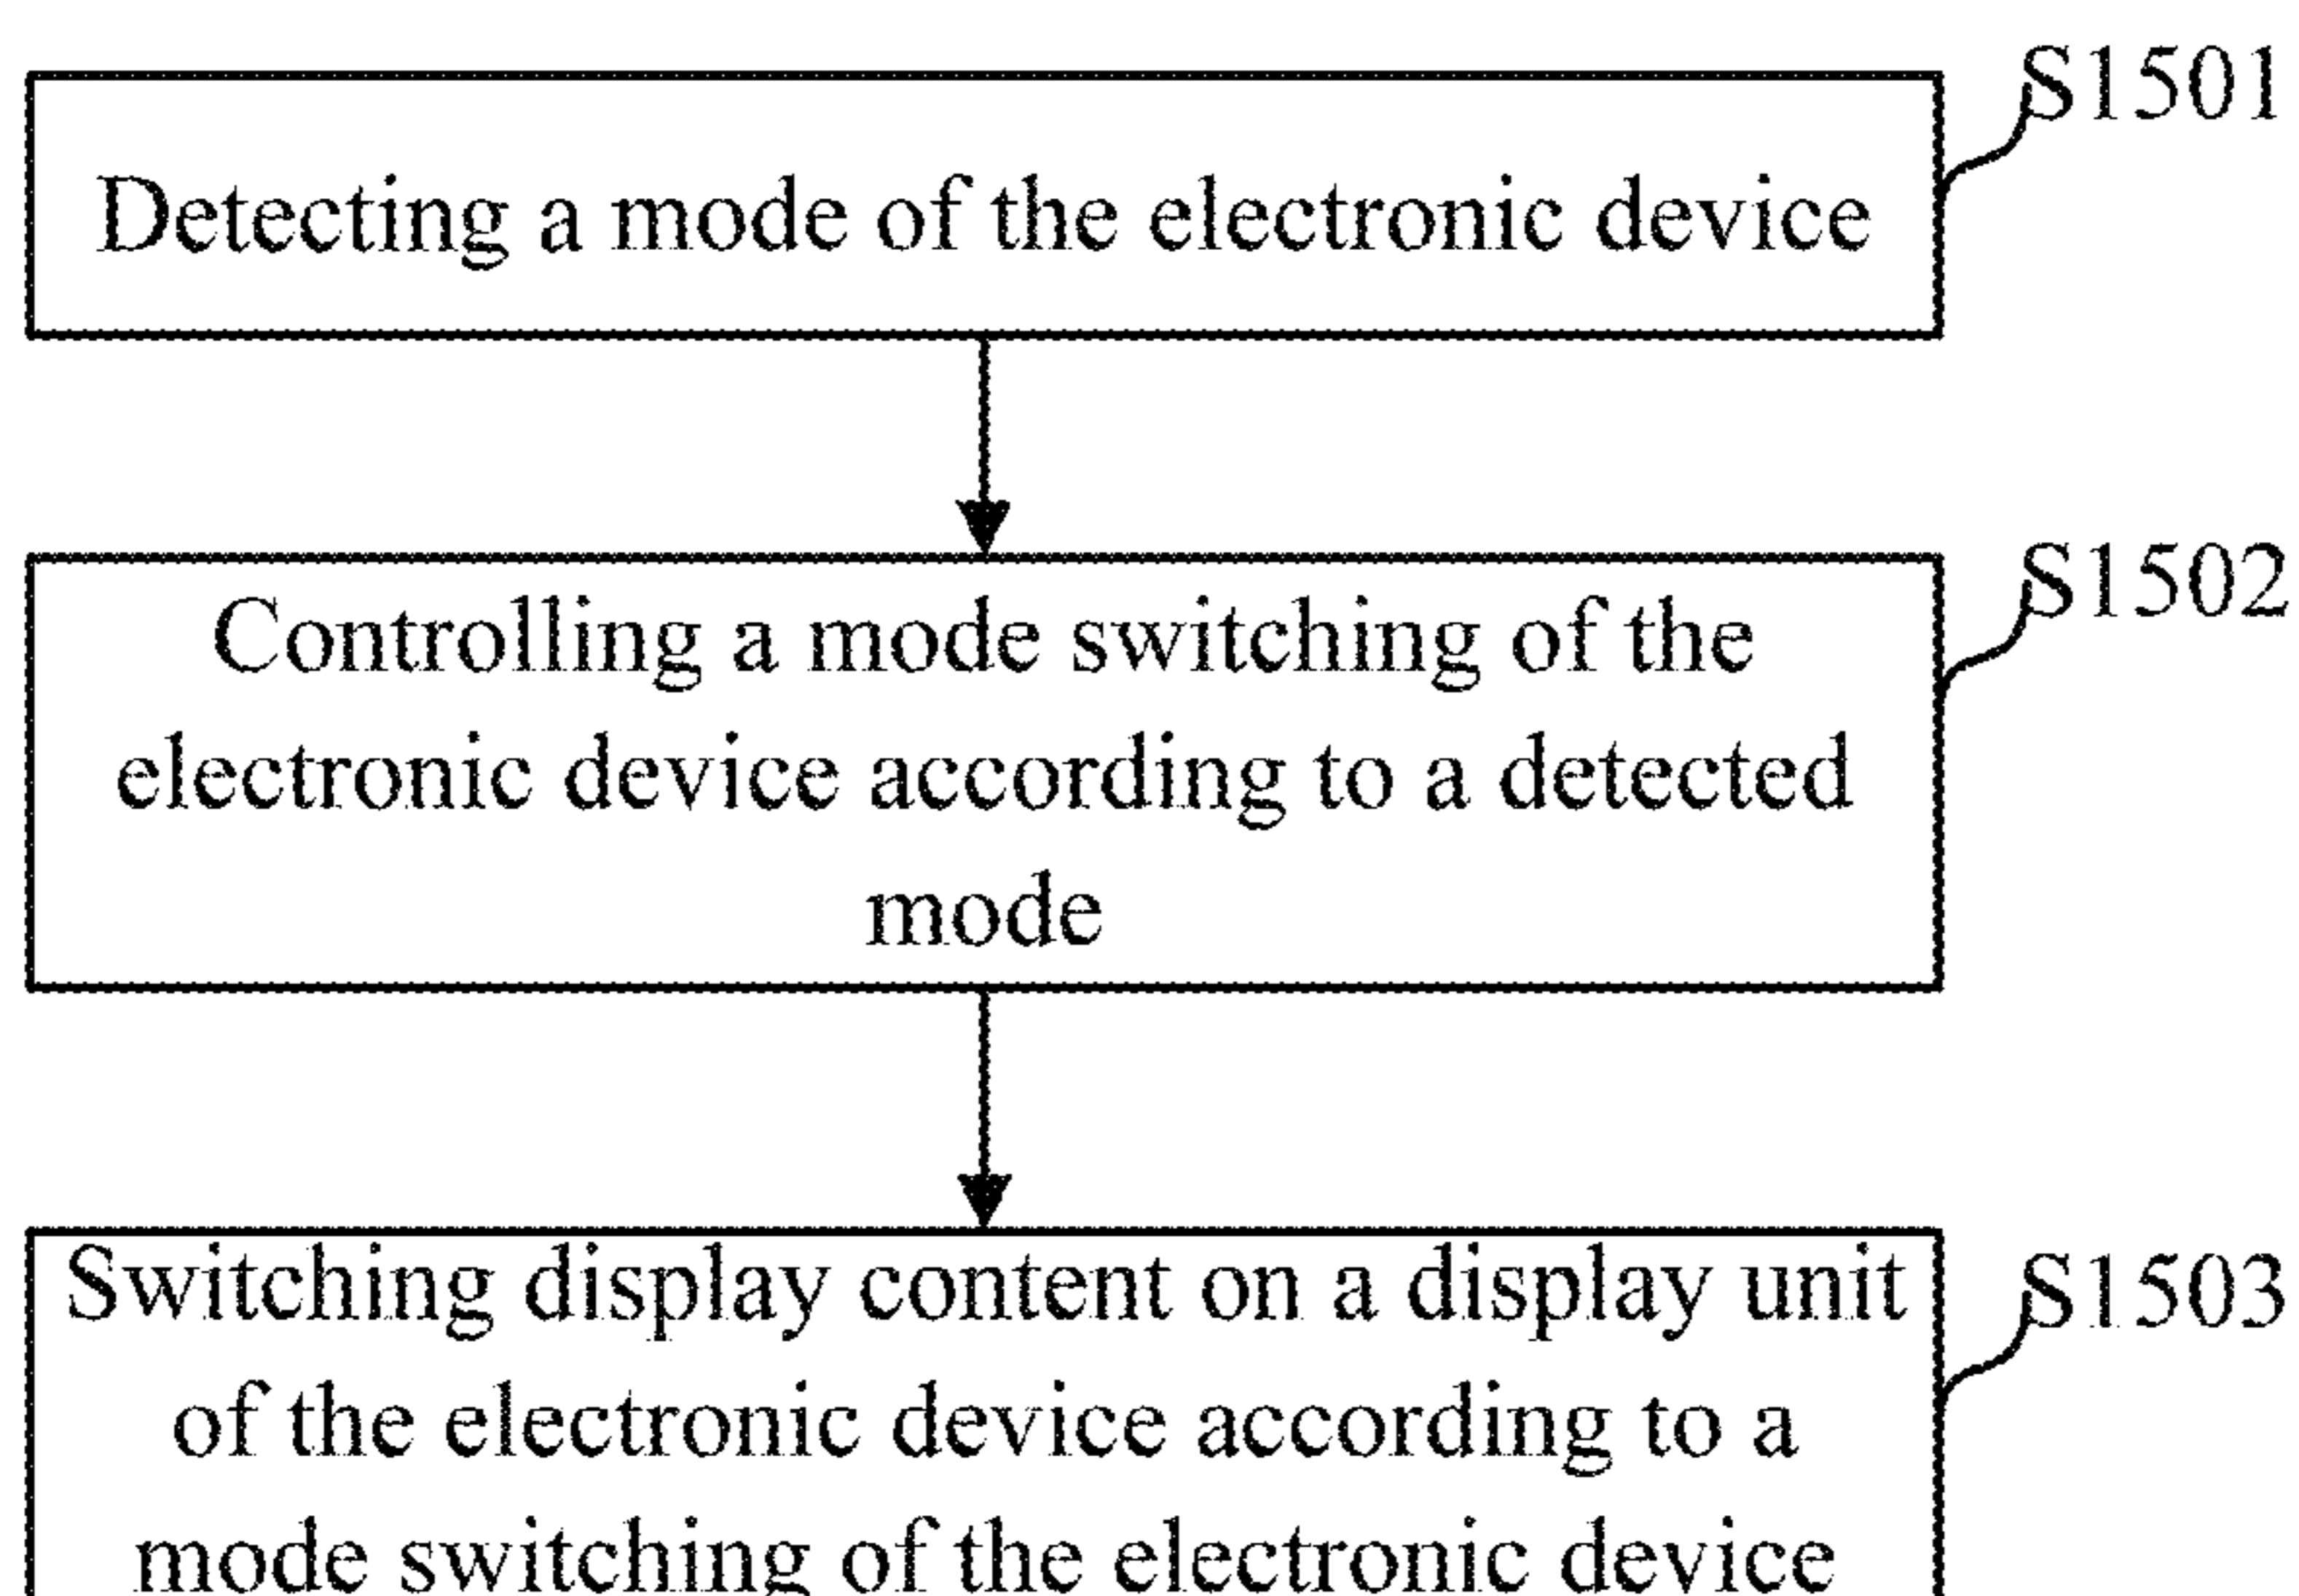 S1501
Detecting a mode of the electronic device
S1502
Controlling a mode switching of the
electronic device according to a detected
mode
S1503
Switching display content on a display unit
of the electronic device according to a
mode switching of the electronic device